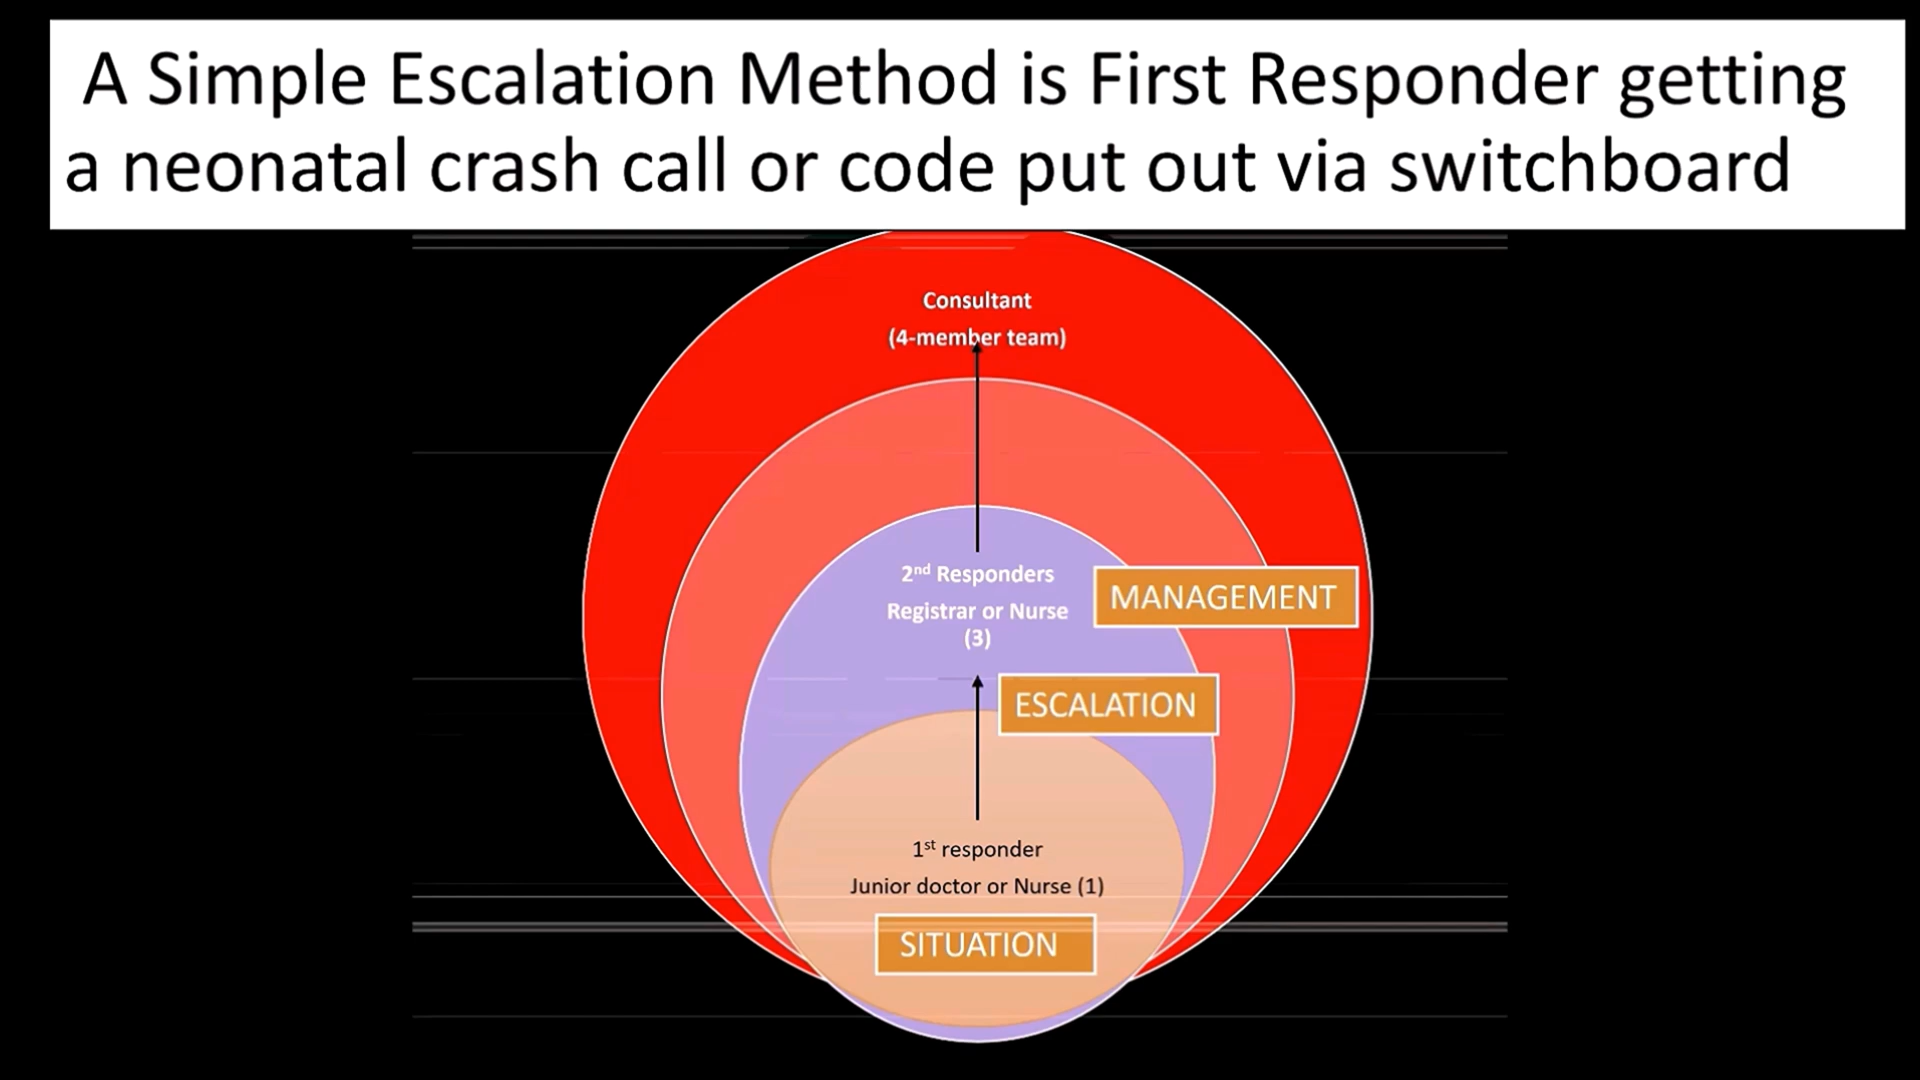 A Simple Escalation Method is First Responder getting
a neonatal crash call or code put out via switchboard
Consultant
(4-member team)
2nd Responders
Registrar or Nurse
(3)
MANAGEMENT
ESCALATION
1st responder
Junior doctor or Nurse (1)
SITUATION